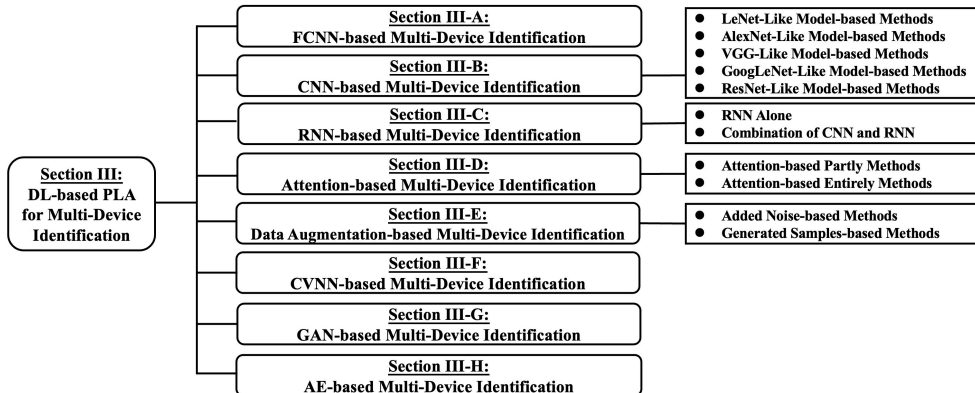 Section III:
DL-based PLA
for Multi-Device
Identification
Section III-A:
FCNN-based Multi-Device Identification
Section III-B:
CNN-based Multi-Device Identification
Section III-C:
RNN-based Multi-Device Identification
Section III-D:
Attention-based Multi-Device Identification
Section III-E:
Data Augmentation-based Multi-Device Identification
Section III-F:
CVNN-based Multi-Device Identification
Section III-G:
GAN-based Multi-Device Identification
Section III-H:
AE-based Multi-Device Identification
● LeNet-Like Model-based Methods
● AlexNet-Like Model-based Methods
● VGG-Like Model-based Methods
● GoogLeNet-Like Model-based Methods
● ResNet-Like Model-based Methods
● RNN Alone
● Combination of CNN and RNN
● Attention-based Partly Methods
● Attention-based Entirely Methods
● Added Noise-based Methods
● Generated Samples-based Methods